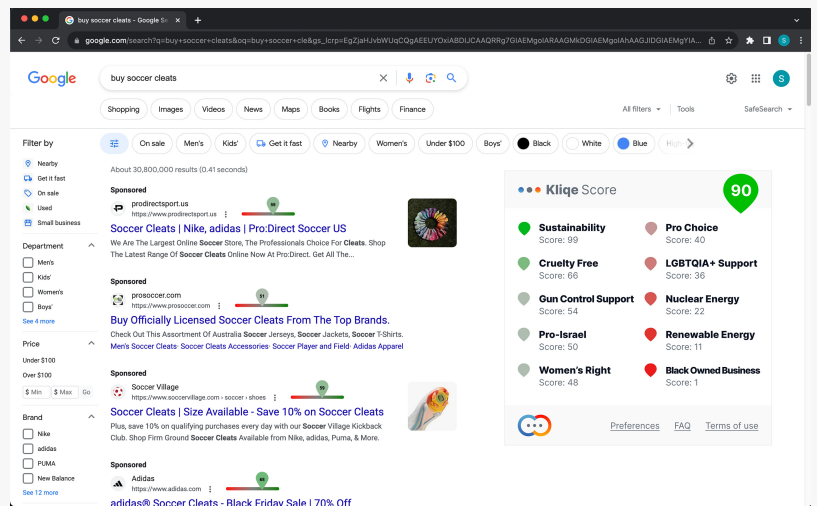 buy soccer cleats - Google Se
google.com/search?q=buy+soccer+cleats&oq=buy+soccer+cle&gs_lcrp=
S
Google
buy soccer cleats
S
Shopping Images Videos News Maps Books Flights Finance
All filters Tools SafeSearch
Filter by
Nearby
Get it fast
On sale
Used
Small business
Department
Men's
Kids'
Women's
Boys'
See 4 more
Price
Under $100
Over $100
$ Min $ Max Go
Brand
Nike
adidas
PUMA
New Balance
See 12 more
On sale Men's Kids' Get it fast Nearby Women's Under $100 Boys' Black White Blue High-
About 30,800,000 results (0.41 seconds)
Sponsored
prodirectsport.us
https://www.prodirectsport.us
Soccer Cleats | Nike, adidas | Pro:Direct Soccer US
We Are The Largest Online Soccer Store, The Professionals Choice For Cleats. Shop
The Latest Range Of Soccer Cleats Online Now At Pro:Direct. Get All The...
Sponsored
prosoccer.com
https://www.prosoccer.com
51
Buy Officially Licensed Soccer Cleats From The Top Brands.
Check Out This Assortment Of Australia Soccer Jerseys, Soccer Jackets, Soccer T-Shirts.
Men's Soccer Cleats· Soccer Cleats Accessories· Soccer Player and Field· Adidas Apparel
Sponsored
Soccer Village
https://www.soccervillage.com › soccer › shoes
Soccer Cleats | Size Available - Save 10% on Soccer Cleats
Plus, save 10% on qualifying purchases every day with our Soccer Village Kickback
Club. Shop Firm Ground Soccer Cleats Available from Nike, adidas, Puma, & More.
Sponsored
Adidas
https://www.adidas.com
adidas® Soccer Cleats - Black Friday Sale | 70% Off
Kliqe Score
90
Sustainability
Score: 99
Cruelty Free
Score: 66
Gun Control Support
Score: 54
Pro-Israel
Score: 50
Women's Right
Score: 48
Pro Choice
Score: 40
LGBTQIA+ Support
Score: 36
Nuclear Energy
Score: 22
Renewable Energy
Score: 11
Black Owned Business
Score: 1
Preferences FAQ Terms of use